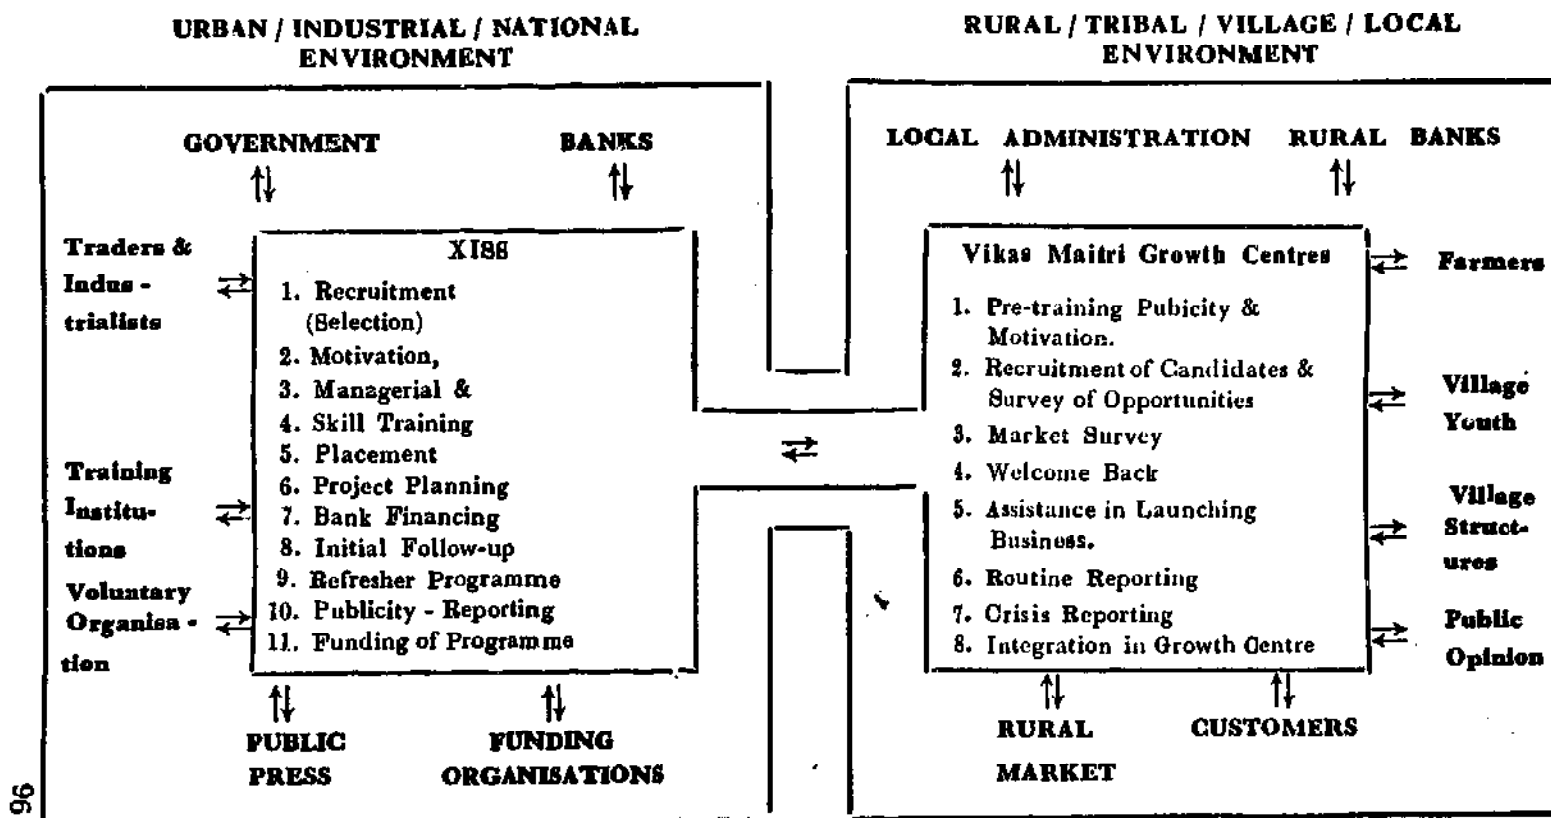 URBAN / INDUSTRIAL / NATIONAL
ENVIRONMENT
GOVERNMENT
BANKS
Traders &
Indus -
trialists
Training
Institu-
tions
Voluntary
Organisa -
tion
XISS
1. Recruitment
(Selection)
2. Motivation,
3. Managerial &
4. Skill Training
5. Placement
6. Project Planning
7. Bank Financing
8. Initial Follow-up
9. Refresher Programme
10. Publicity - Reporting
11. Funding of Programme
PUBLIC
PRESS
FUNDING
ORGANISATIONS
RURAL / TRIBAL / VILLAGE / LOCAL
ENVIRONMENT
LOCAL ADMINISTRATION
RURAL BANKS
Vikas Maitri Growth Centres
1. Pre-training Pubicity &
Motivation.
2. Recruitment of Candidates &
Survey of Opportunities
3. Market Survey
4. Welcome Back
5. Assistance in Launching
Business.
6. Routine Reporting
7. Crisis Reporting
8. Integration in Growth Centre
Farmers
Village
Youth
Village
Struct-
ures
Public
Opinion
RURAL
MARKET
CUSTOMERS
96